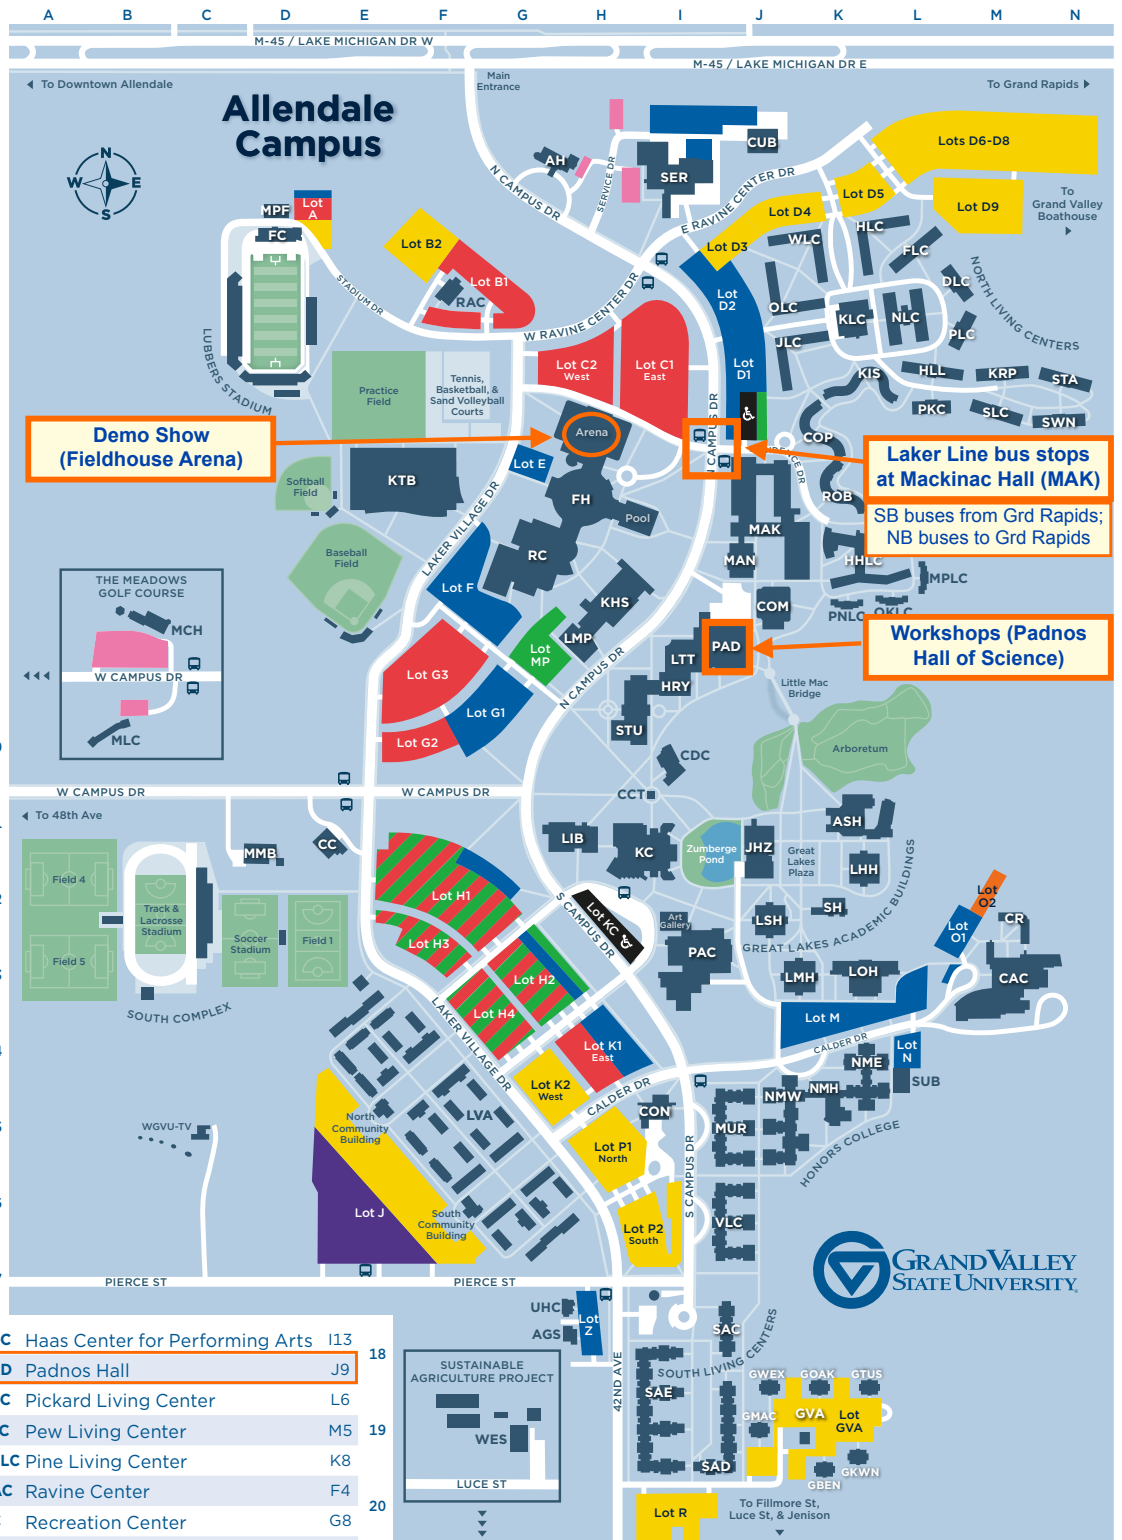 A B C D E F G H I J K L M N
M-45 / LAKE MICHIGAN DR W
M-45 / LAKE MICHIGAN DR E
To Downtown Allendale
Main
Entrance
To Grand Rapids
Allendale
Campus
N
W E
S
CUB
AH
SER
SERVICE DR
N CAMPUS DR
E RAVINE CENTER DR
Lots D6-D8
Lot D5
Lot D4
Lot D9
Lot D3
To
Grand Valley
Boathouse
MPF
Lot
A
FC
Lot B2
Lot B1
RAC
STADIUM DR
LUBBERS STADIUM
W RAVINE CENTER DR
Lot
D2
WLC
HLC
FLC
DLC
OLC
KLC
NLC
PLC
JLC
NORTH LIVING CENTERS
Lot C2
West
Lot C1
East
Lot
D1
KIS
HLL
KRP
STA
PKC
SLC
SWN
Practice
Field
Tennis,
Basketball, &
Sand Volleyball
Courts
Demo Show
(Fieldhouse Arena)
Arena
N CAMPUS DR
COP
Laker Line bus stops
at Mackinac Hall (MAK)
SB buses from Grd Rapids;
NB buses to Grd Rapids
Lot E
KTB
Softball
Field
FH
Pool
ROB
MAK
LAKER VILLAGE DR
Baseball
Field
RC
MAN
HHLC
MPLC
Lot F
KHS
COM
PNLC
OKLC
THE MEADOWS
GOLF COURSE
MCH
W CAMPUS DR
MLC
LMP
Lot
MP
PAD
LTT
Workshops (Padnos
Hall of Science)
Lot G3
HRY
Little Mac
Bridge
Lot G1
N CAMPUS DR
STU
Lot G2
CDC
Arboretum
W CAMPUS DR
W CAMPUS DR
CCT
To 48th Ave
MMB
CC
LIB
KC
Zumberge
Pond
JHZ
Great
Lakes
Plaza
ASH
LHH
Field 4
Track &
Lacrosse
Stadium
Field 5
Soccer
Stadium
Field 1
SOUTH COMPLEX
Lot H1
Lot H3
Lot H2
Lot H4
S CAMPUS DR
Lot KC
Art
Gallery
PAC
LSH
SH
GREAT LAKES ACADEMIC BUILDINGS
Lot
O2
Lot
O1
CR
CAC
LMH
LOH
Lot M
CALDER DR
Lot
N
NME
SUB
LAKER VILLAGE DR
Lot K1
East
Lot K2
West
CALDER DR
NMW
NMH
CON
MUR
HONORS COLLEGE
LVA
North
Community
Building
WGVU-TV
Lot P1
North
S CAMPUS DR
Lot J
South
Community
Building
Lot P2
South
VLC
GRAND VALLEY
STATE UNIVERSITY
PIERCE ST
PIERCE ST
UHC
AGS
Lot
Z
SAC
SOUTH LIVING CENTERS
42ND AVE
SAE
SAD
GWEX
GOAK
GTUS
GMAC
GVA
Lot
GVA
GKWN
GBEN
C Haas Center for Performing Arts I13
D Padnos Hall J9
C Pickard Living Center L6
C Pew Living Center M5
LC Pine Living Center K8
AC Ravine Center F4
Recreation Center G8
18
19
20
SUSTAINABLE
AGRICULTURE PROJECT
WES
LUCE ST
Lot R
To Fillmore St,
Luce St, & Jenison